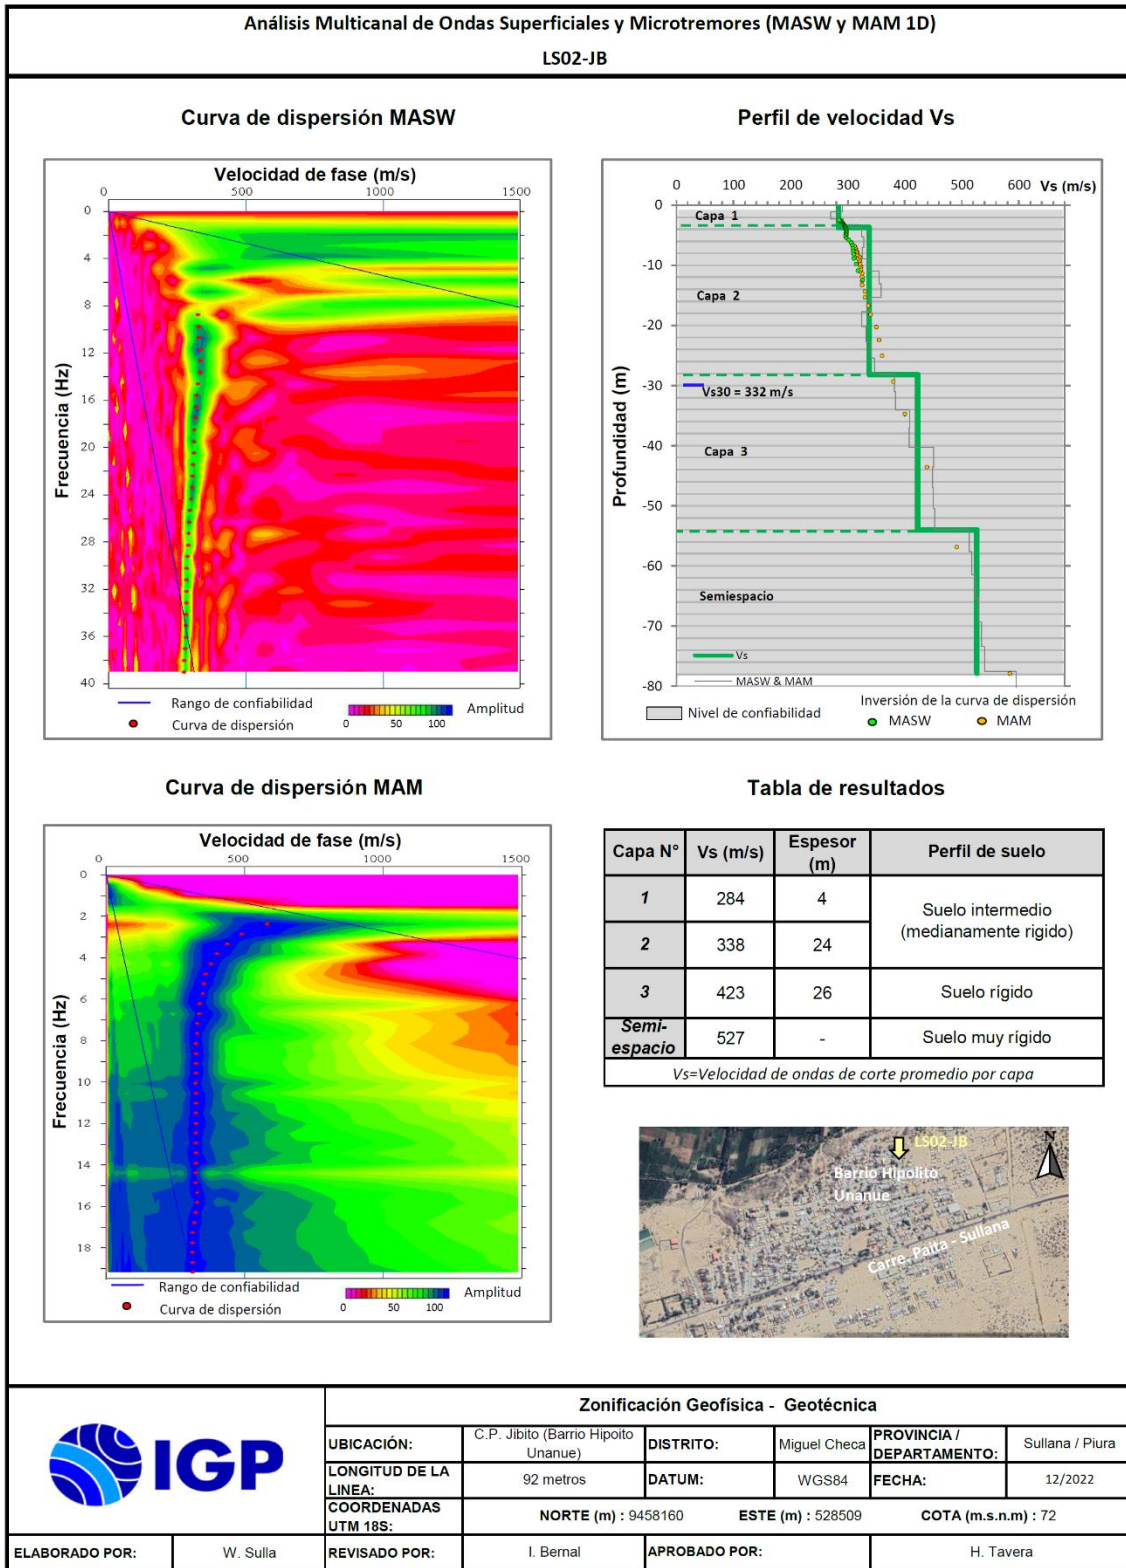 Análisis Multicanal de Ondas Superficiales y Microtremores (MASW y MAM 1D)
LS02-JB
Curva de dispersión MASW
Velocidad de fase (m/s)
0 500 1000 1500
Frecuencia (Hz)
0
4
8
12
16
20
24
28
32
36
40
Rango de confiabilidad
Curva de dispersión
0 50 100
Amplitud
Perfil de velocidad Vs
0 100 200 300 400 500 600 Vs (m/s)
Profundidad (m)
0
-10
-20
-30
-40
-50
-60
-70
-80
Capa 1
Capa 2
Vs30 = 332 m/s
Capa 3
Semiespacio
Vs
MASW & MAM
Nivel de confiabilidad
Inversión de la curva de dispersión
MASW MAM
Curva de dispersión MAM
Velocidad de fase (m/s)
0 500 1000 1500
Frecuencia (Hz)
0
2
4
6
8
10
12
14
16
18
Rango de confiabilidad
Curva de dispersión
0 50 100
Amplitud
Tabla de resultados
Capa N° Vs (m/s) Espesor (m) Perfil de suelo
1 284 4 Suelo intermedio (medianamente rigido)
2 338 24
3 423 26 Suelo rígido
Semi-espacio 527 - Suelo muy rígido
Vs=Velocidad de ondas de corte promedio por capa
LS02-JB
N
Barrio Hipolito
Unanue
Carre. Paita - Sullana
IGP
Zonificación Geofísica - Geotécnica
UBICACIÓN: C.P. Jibito (Barrio Hipoito Unanue) DISTRITO: Miguel Checa PROVINCIA / DEPARTAMENTO: Sullana / Piura
LONGITUD DE LA LINEA: 92 metros DATUM: WGS84 FECHA: 12/2022
COORDENADAS UTM 18S: NORTE (m) : 9458160 ESTE (m) : 528509 COTA (m.s.n.m) : 72
ELABORADO POR: W. Sulla REVISADO POR: I. Bernal APROBADO POR: H. Tavera